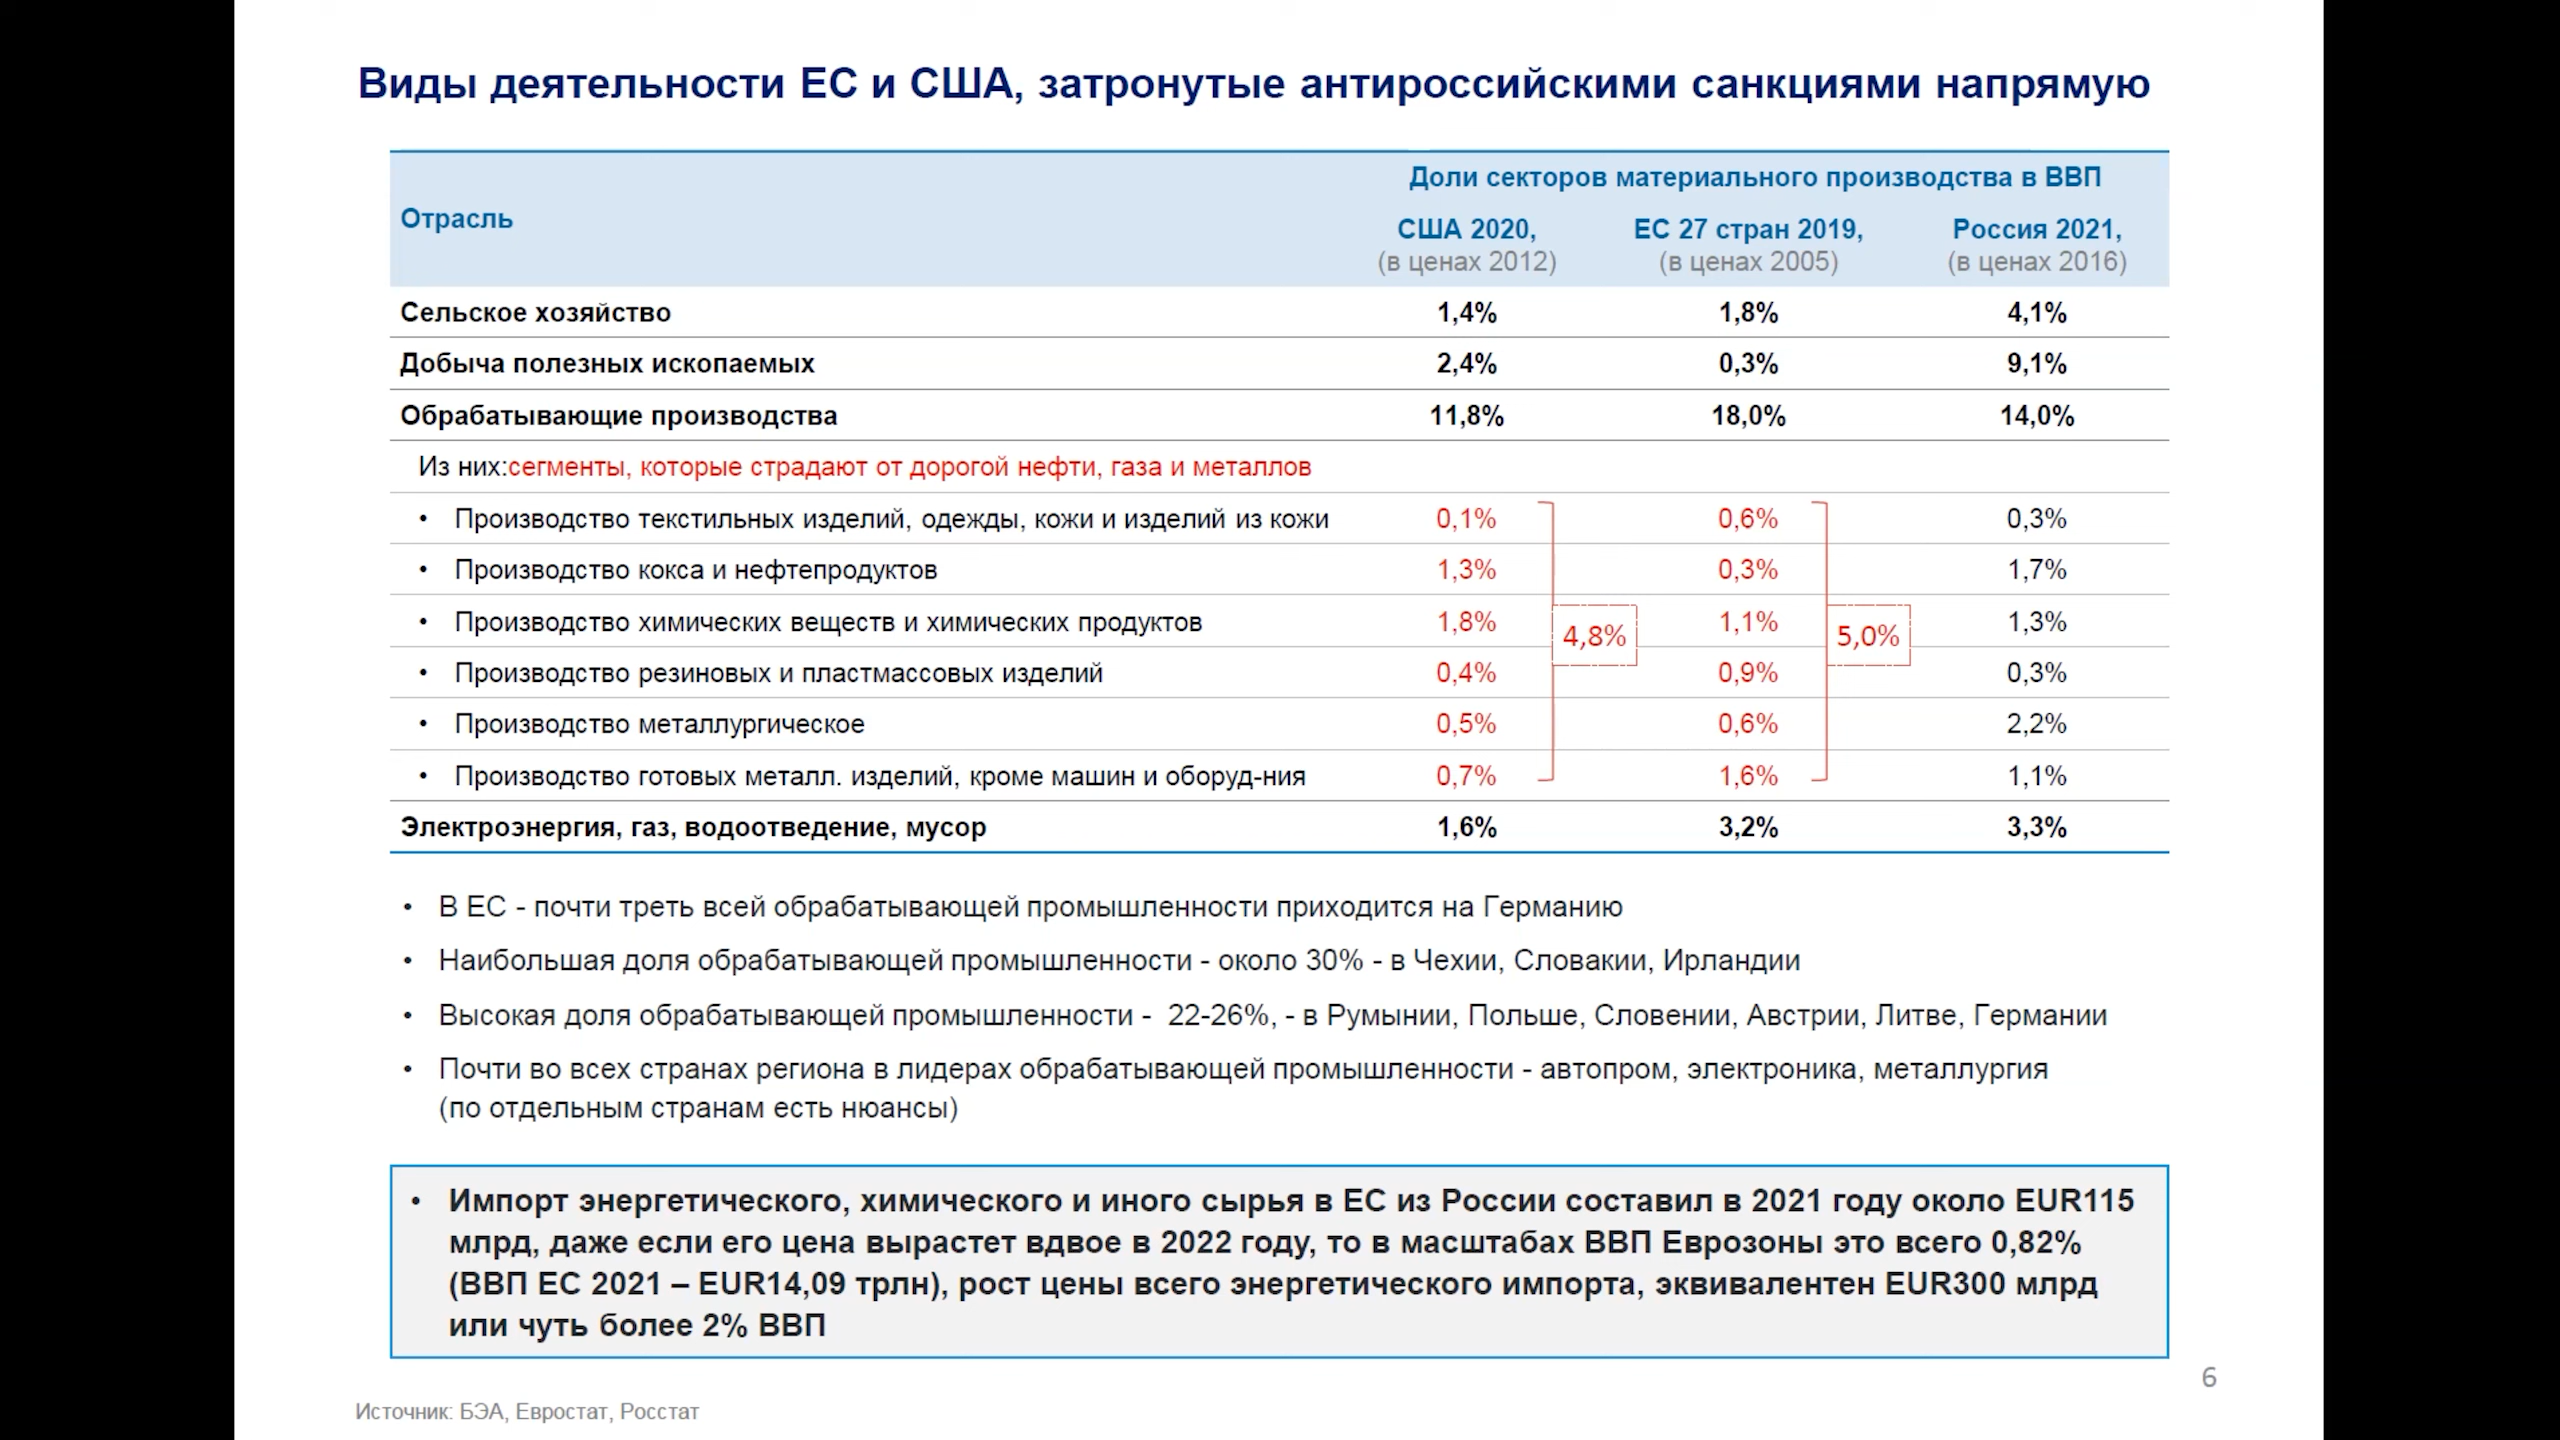 Виды деятельности ЕС и США, затронутые антироссийскими санкциями напрямую
Отрасль
Доли секторов материального производства в ВВП
США 2020, ЕС 27 стран 2019, Россия 2021,
(в ценах 2012) (в ценах 2005) (в ценах 2016)
Сельское хозяйство 1,4% 1,8% 4,1%
Добыча полезных ископаемых 2,4% 0,3% 9,1%
Обрабатывающие производства 11,8% 18,0% 14,0%
Из них:сегменты, которые страдают от дорогой нефти, газа и металлов
• Производство текстильных изделий, одежды, кожи и изделий из кожи 0,1% 0,6% 0,3%
• Производство кокса и нефтепродуктов 1,3% 0,3% 1,7%
• Производство химических веществ и химических продуктов 1,8% 1,1% 1,3%
4,8% 5,0%
• Производство резиновых и пластмассовых изделий 0,4% 0,9% 0,3%
• Производство металлургическое 0,5% 0,6% 2,2%
• Производство готовых металл. изделий, кроме машин и оборуд-ния 0,7% 1,6% 1,1%
Электроэнергия, газ, водоотведение, мусор 1,6% 3,2% 3,3%
• В ЕС - почти треть всей обрабатывающей промышленности приходится на Германию
• Наибольшая доля обрабатывающей промышленности - около 30% - в Чехии, Словакии, Ирландии
• Высокая доля обрабатывающей промышленности - 22-26%, - в Румынии, Польше, Словении, Австрии, Литве, Германии
• Почти во всех странах региона в лидерах обрабатывающей промышленности - автопром, электроника, металлургия
(по отдельным странам есть нюансы)
• Импорт энергетического, химического и иного сырья в ЕС из России составил в 2021 году около EUR115
млрд, даже если его цена вырастет вдвое в 2022 году, то в масштабах ВВП Еврозоны это всего 0,82%
(ВВП ЕС 2021 – EUR14,09 трлн), рост цены всего энергетического импорта, эквивалентен EUR300 млрд
или чуть более 2% ВВП
6
Источник: БЭА, Евростат, Росстат